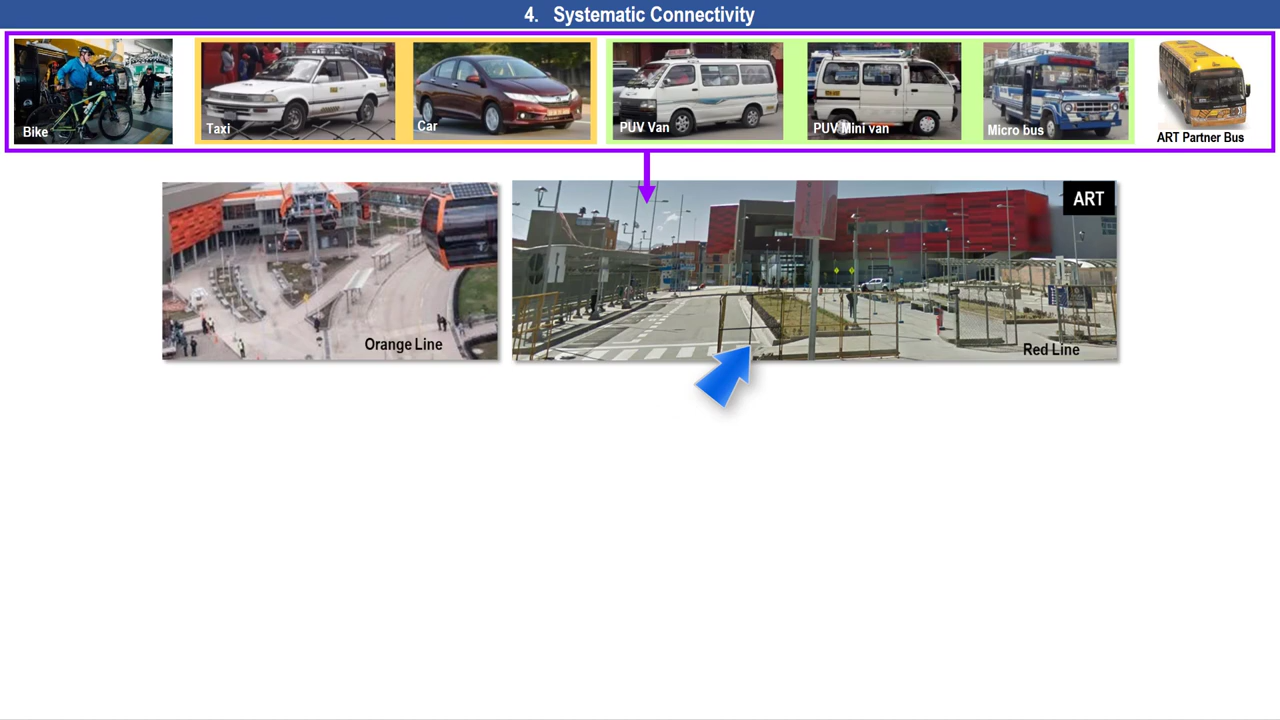 4. Systematic Connectivity
Bike
Taxi
Car
PUV Van
PUV Mini van
Micro bus
ART Partner Bus
ART
Orange Line
Red Line